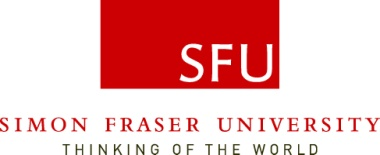 SFU
SIMON FRASER UNIVERSITY
THINKING OF THE WORLD